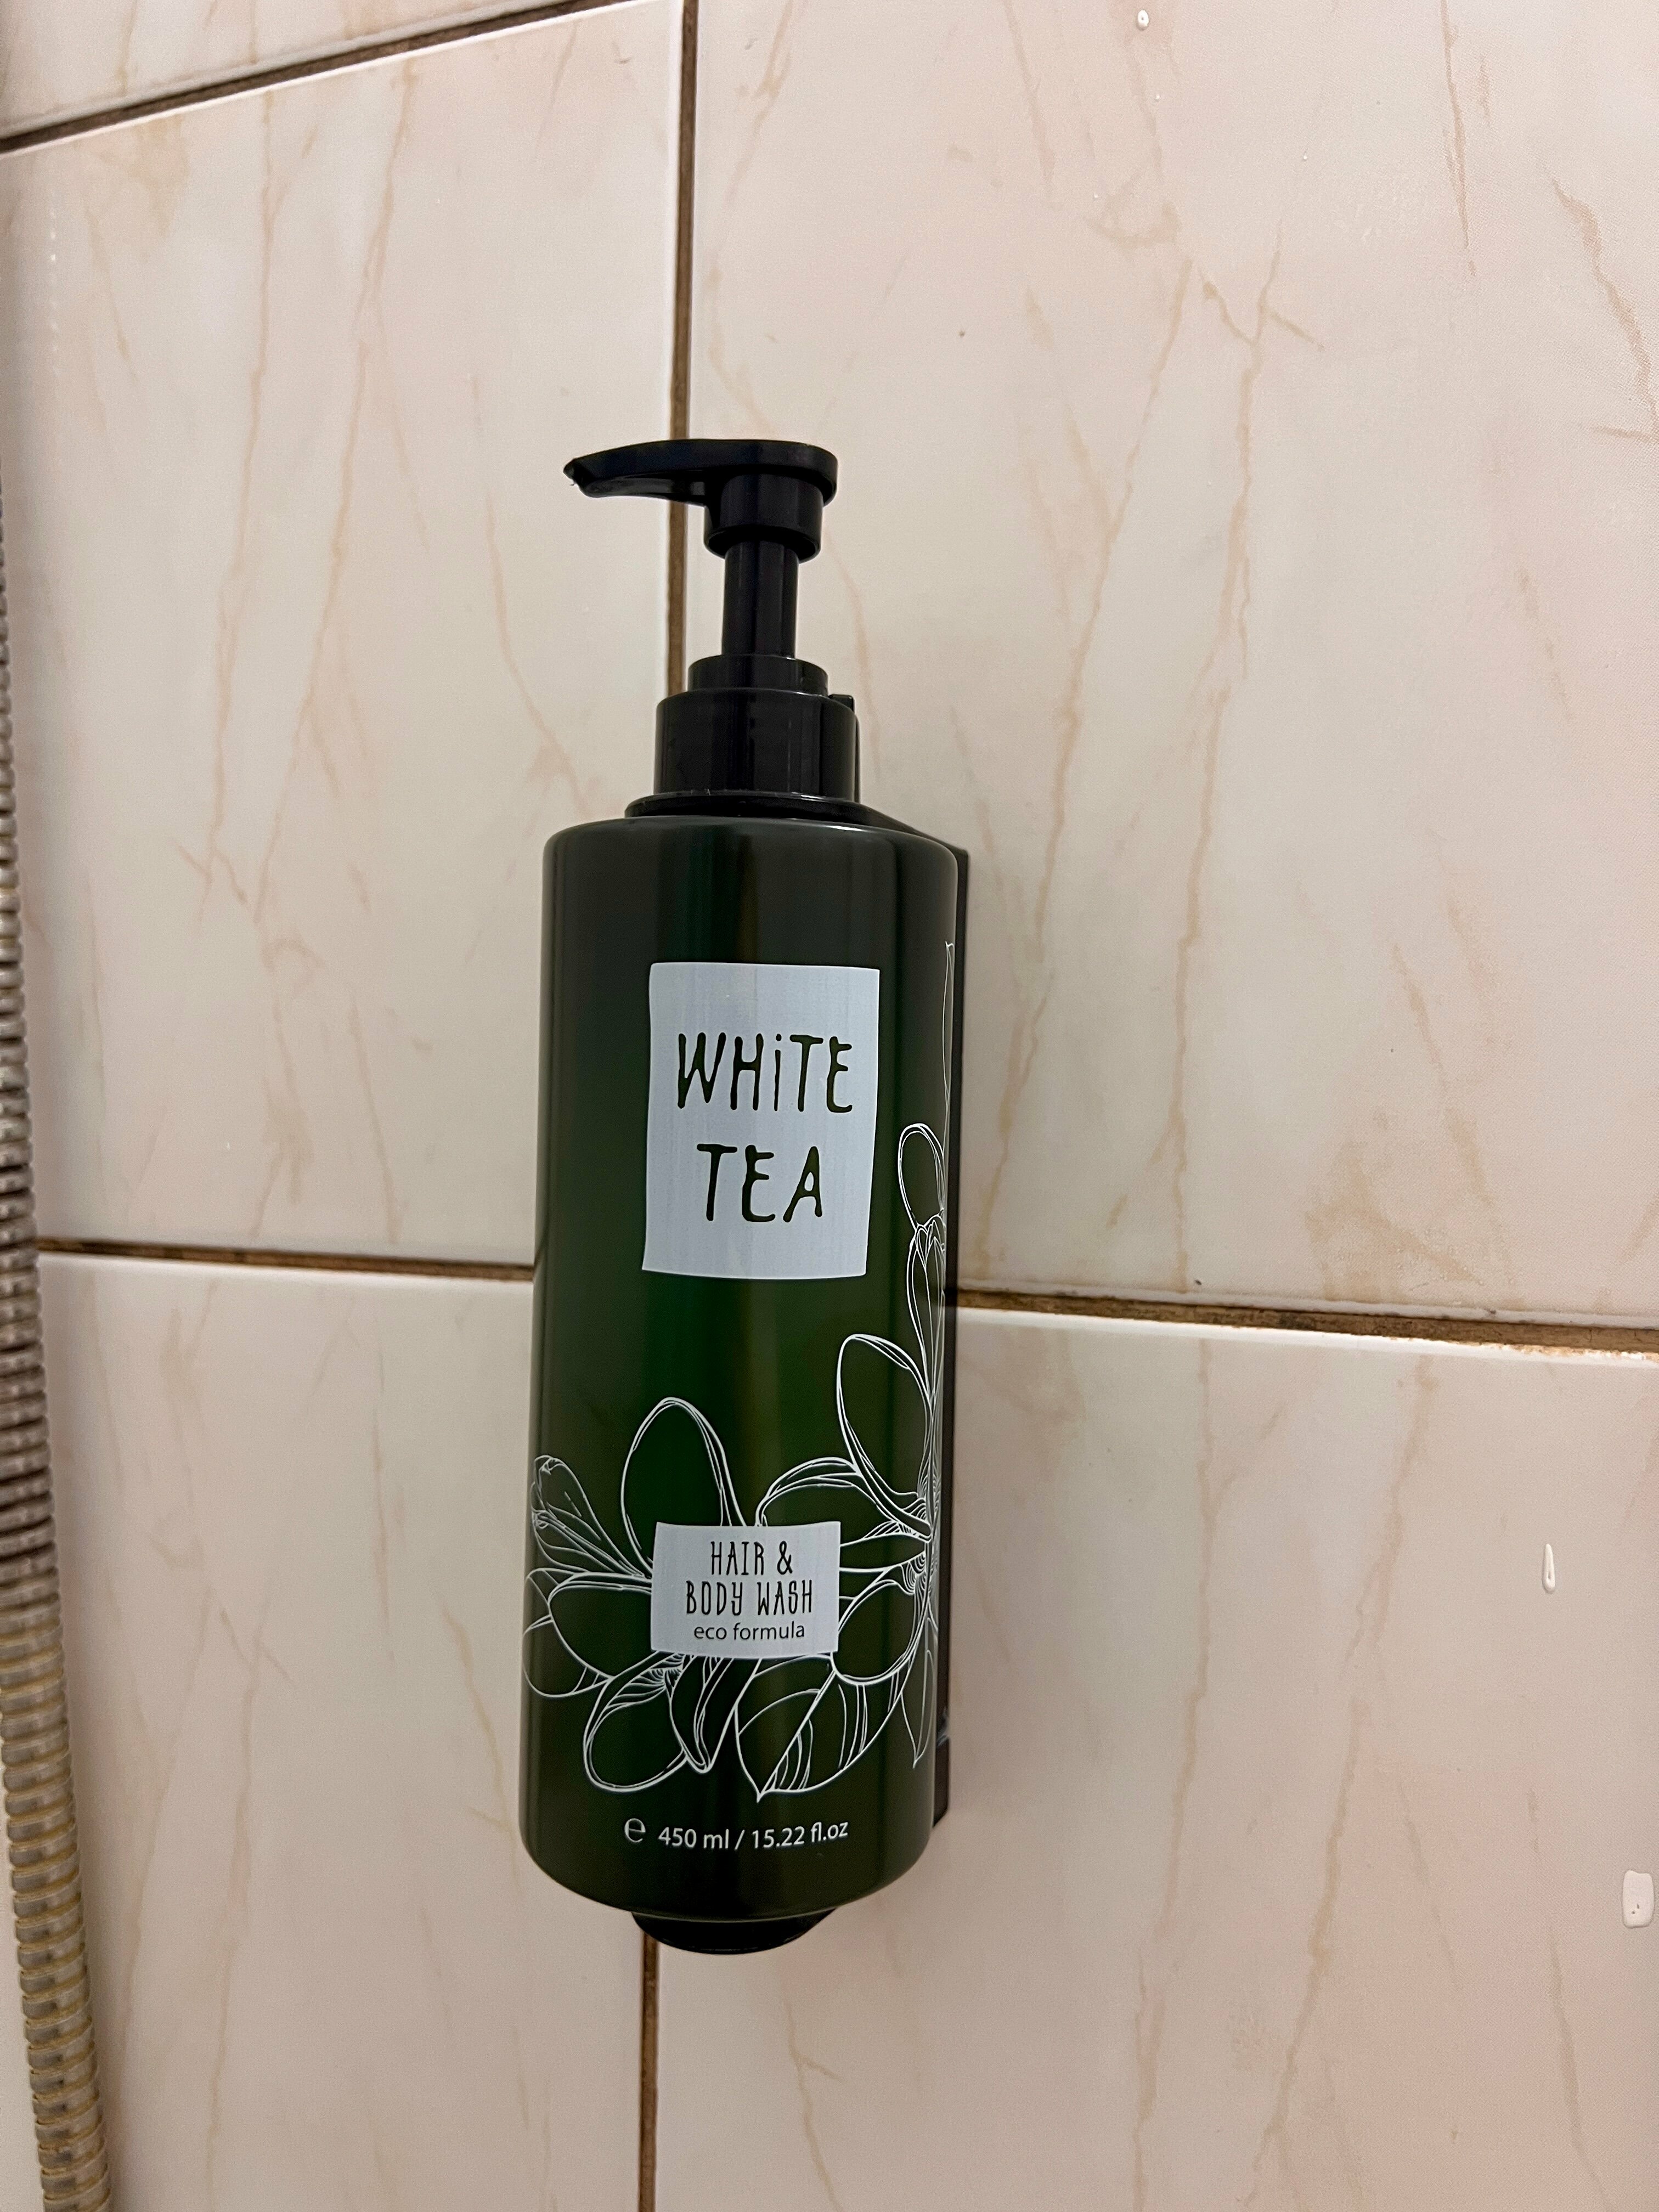 WHiTE
TEA
HAIR &
BODY WASH
eco formula
℮ 450 ml / 15.22 fl.oz